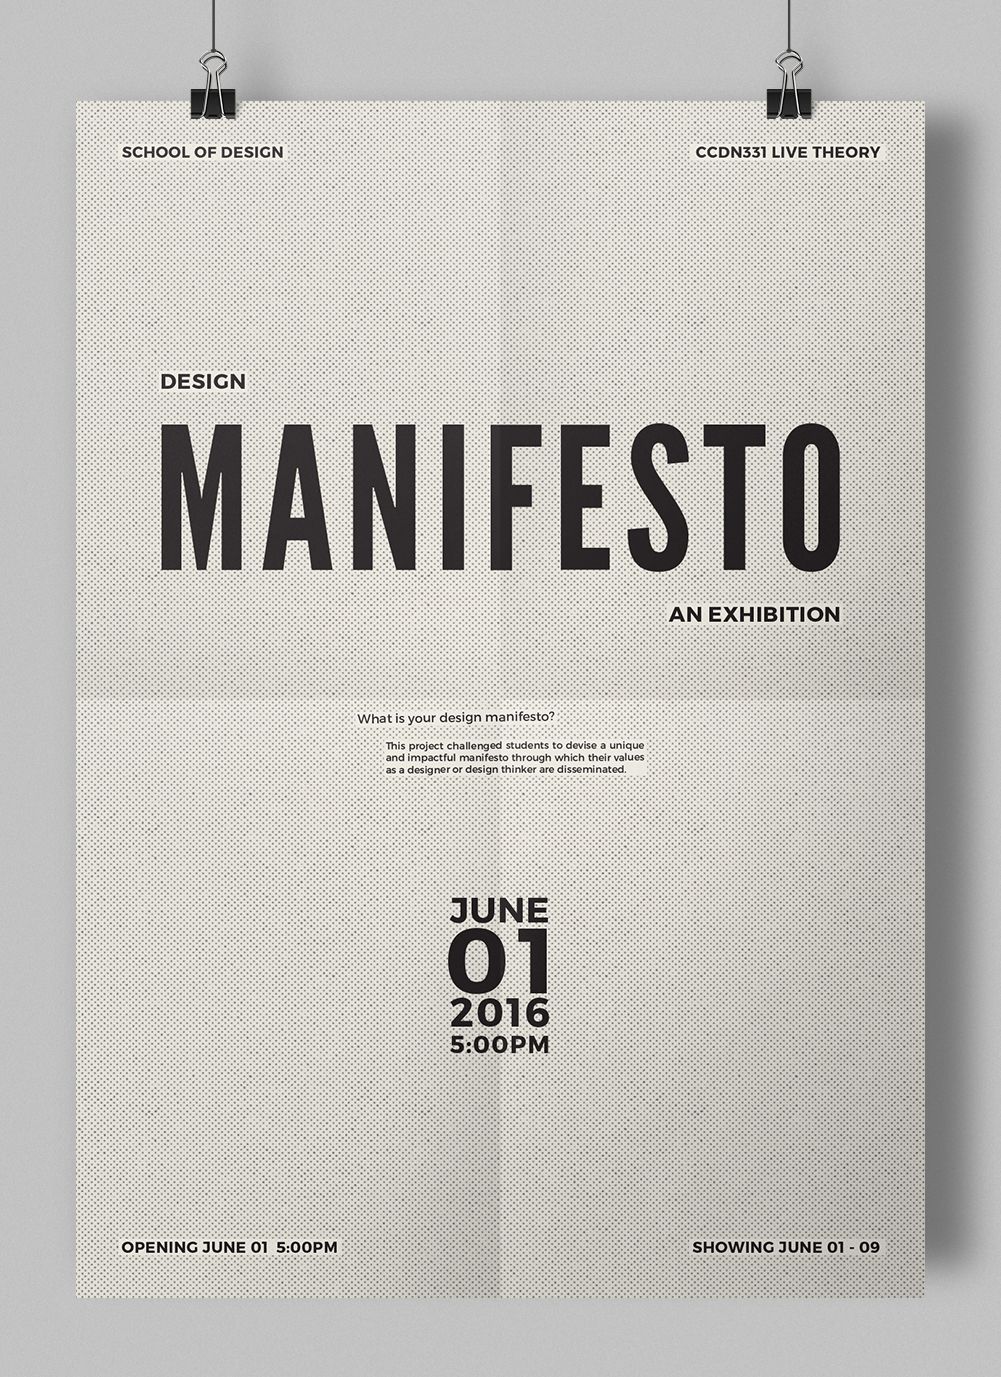 SCHOOL OF DESIGN
CCDN331 LIVE THEORY
DESIGN
MANIFESTO
AN EXHIBITION
What is your design manifesto?
This project challenged students to devise a unique
and impactful manifesto through which their values
as a designer or design thinker are disseminated.
JUNE
01
2016
5:00PM
OPENING JUNE 01 5:00PM
SHOWING JUNE 01 - 09